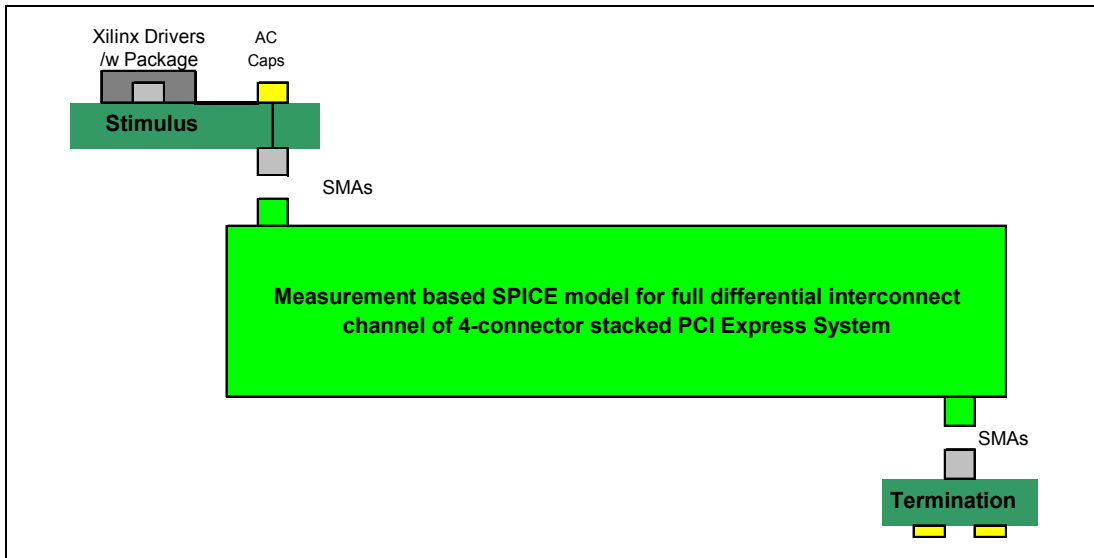 Xilinx Drivers
/w Package
AC
Caps
Stimulus
SMAs
Measurement based SPICE model for full differential interconnect
channel of 4-connector stacked PCI Express System
SMAs
Termination